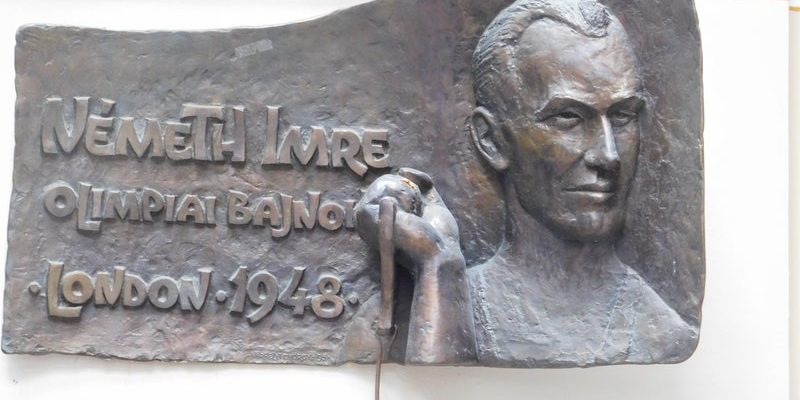 NÉMETH IMRE
OLIMPIAI BAJNOK
· LONDON · 1948 ·